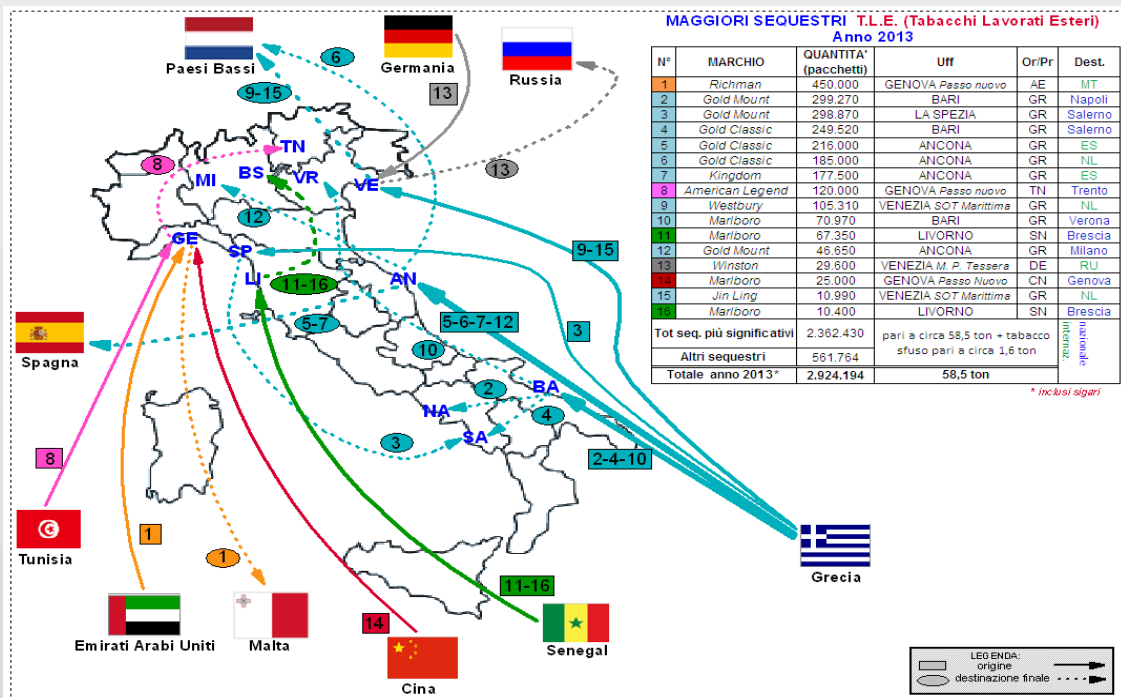 MAGGIORI SEQUESTRI T.L.E. (Tabacchi Lavorati Esteri)
Anno 2013
N° MARCHIO QUANTITA' (pacchetti) Uff Or/Pr Dest.
1 Richman 450.000 GENOVA Passo nuovo AE MT
2 Gold Mount 299.270 BARI GR Napoli
3 Gold Mount 298.870 LA SPEZIA GR Salerno
4 Gold Classic 249.520 BARI GR Salerno
5 Gold Classic 216.000 ANCONA GR ES
6 Gold Classic 185.000 ANCONA GR NL
7 Kingdom 177.500 ANCONA GR ES
8 American Legend 120.000 GENOVA Passo nuovo TN Trento
9 Westbury 105.310 VENEZIA SOT Marittima GR NL
10 Marlboro 70.970 BARI GR Verona
11 Marlboro 67.350 LIVORNO SN Brescia
12 Gold Mount 46.650 ANCONA GR Milano
13 Winston 29.600 VENEZIA M. P. Tessera DE RU
14 Marlboro 25.000 GENOVA Passo Nuovo CN Genova
15 Jin Ling 10.990 VENEZIA SOT Marittima GR NL
16 Marlboro 10.400 LIVORNO SN Brescia
Tot seq. più significativi 2.362.430 pari a circa 58,5 ton + tabacco
sfuso pari a circa 1,6 ton
Altri sequestri 561.764
Totale anno 2013* 2.924.194 58,5 ton
internaz.
nazionale
* inclusi sigari
Paesi Bassi
Germania
Russia
6
9-15
13
13
8
TN
MI
BS
VR
VE
12
GE
SP
LI
AN
11-16
9-15
5-7
5-6-7-12
3
10
Spagna
2
BA
NA
4
SA
3
2-4-10
8
Tunisia
1
1
Grecia
11-16
14
Emirati Arabi Uniti
Malta
Senegal
Cina
LEGENDA:
origine
destinazione finale